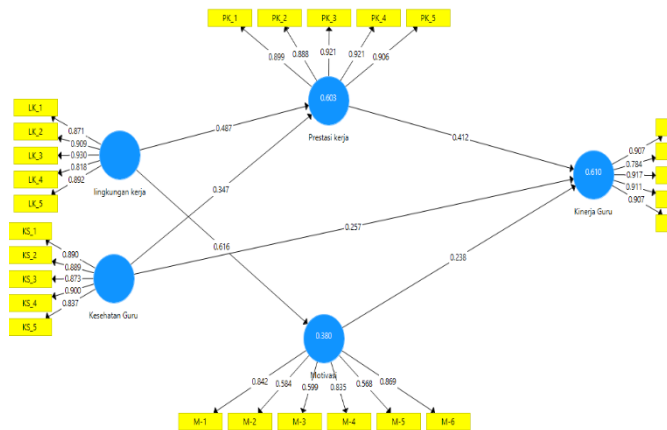 PK_1 PK_2 PK_3 PK_4 PK_5
0.899 0.888 0.921 0.921 0.906
0.603
Prestasi kerja
LK_1
LK_2
LK_3
LK_4
LK_5
0.871
0.909
0.930
0.818
0.892
lingkungan kerja
0.487
0.412
0.347
0.616
0.257
0.238
0.610
Kinerja Guru
0.907
0.784
0.917
0.911
0.907
KS_1
KS_2
KS_3
KS_4
KS_5
0.890
0.889
0.873
0.900
0.837
Kesehatan Guru
0.380
Motivasi
0.842 0.584 0.599 0.835 0.568 0.869
M-1 M-2 M-3 M-4 M-5 M-6